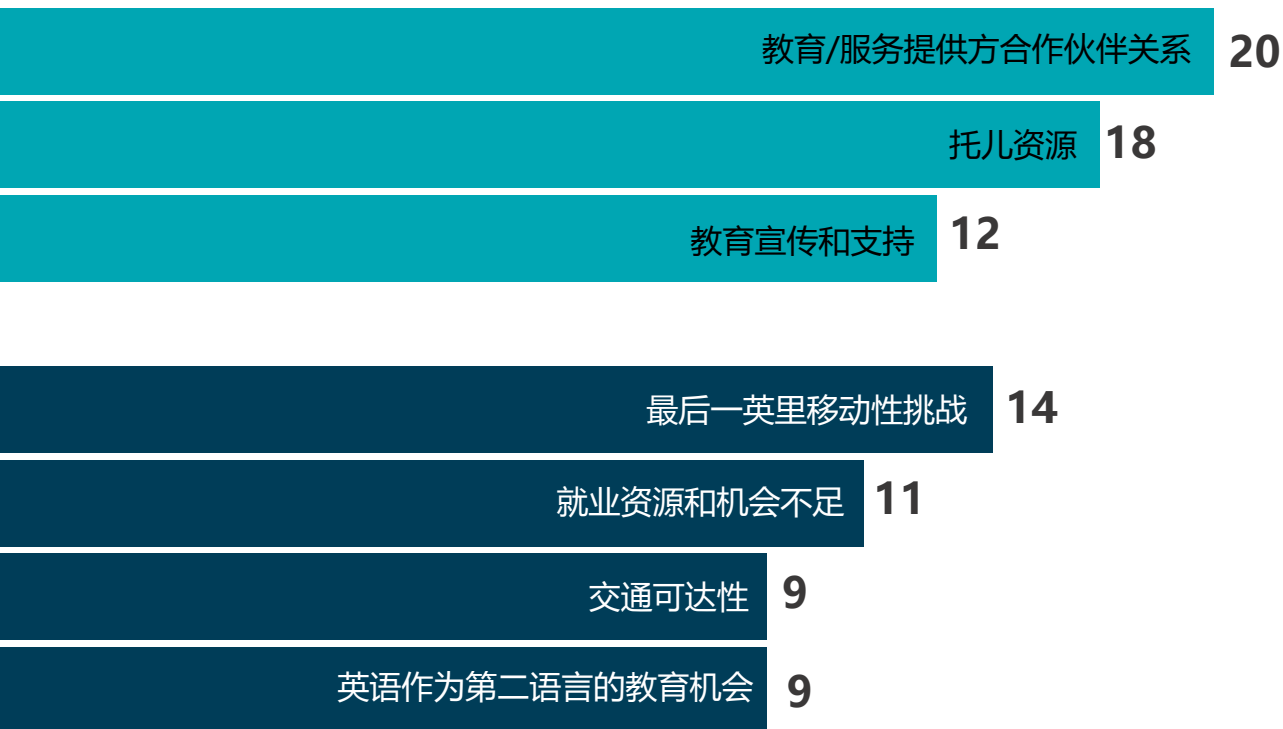 教育/服务提供方合作伙伴关系 20
托儿资源 18
教育宣传和支持 12
最后一英里移动性挑战 14
就业资源和机会不足 11
交通可达性 9
英语作为第二语言的教育机会 9